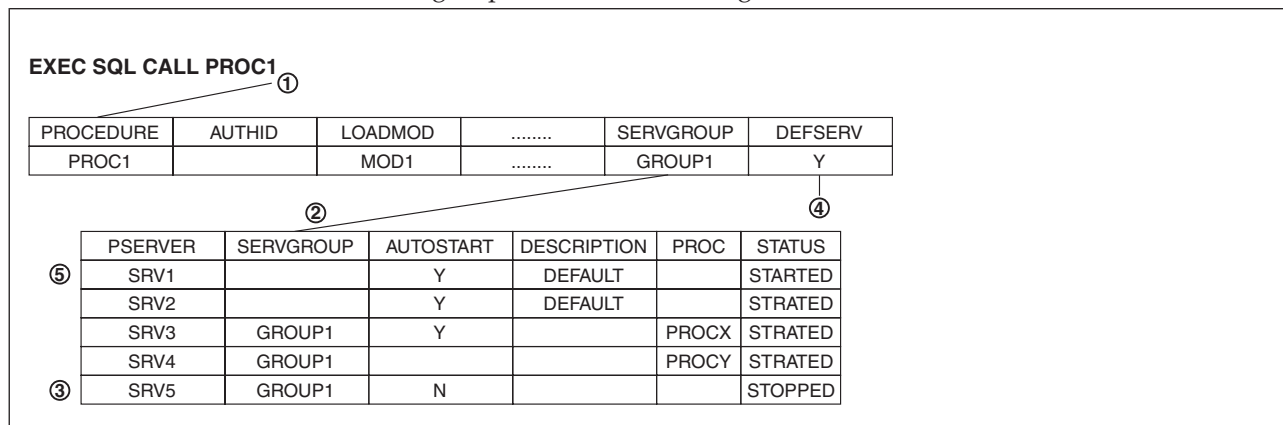 EXEC SQL CALL PROC1
①
PROCEDURE AUTHID LOADMOD ........ SERVGROUP DEFSERV
PROC1 MOD1 ........ GROUP1 Y
② ④
PSERVER SERVGROUP AUTOSTART DESCRIPTION PROC STATUS
⑤ SRV1 Y DEFAULT STARTED
SRV2 Y DEFAULT STRATED
SRV3 GROUP1 Y PROCX STRATED
SRV4 GROUP1 PROCY STRATED
③ SRV5 GROUP1 N STOPPED